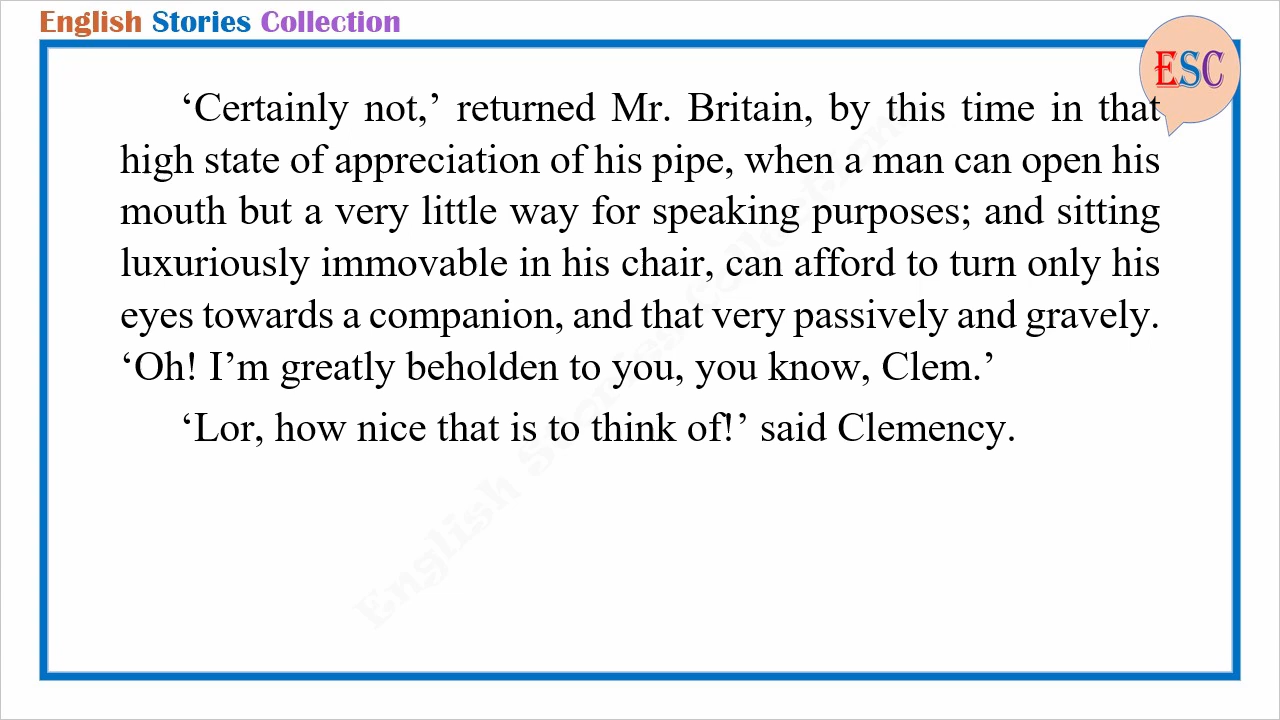 English Stories Collection
ESC
‘Certainly not,’ returned Mr. Britain, by this time in that
high state of appreciation of his pipe, when a man can open his
mouth but a very little way for speaking purposes; and sitting
luxuriously immovable in his chair, can afford to turn only his
eyes towards a companion, and that very passively and gravely.
‘Oh! I’m greatly beholden to you, you know, Clem.’
‘Lor, how nice that is to think of!’ said Clemency.
English Stories Collection